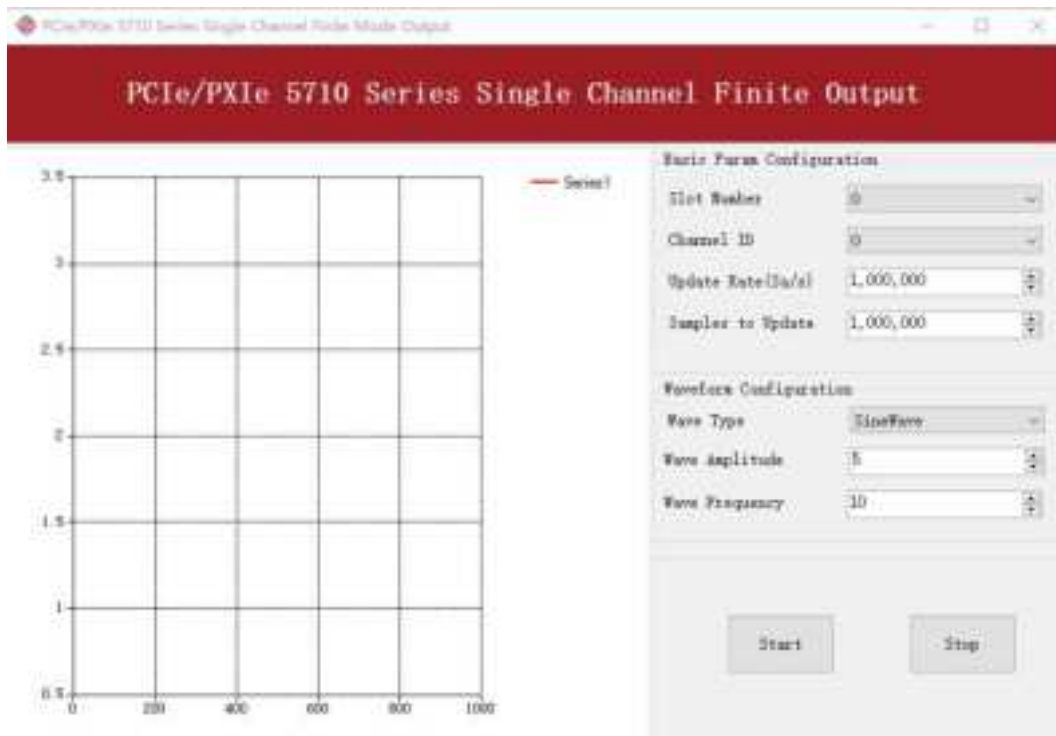 PCIe/PXIe 5710 Series Single Channel Finite Mode Output
PCIe/PXIe 5710 Series Single Channel Finite Output
3.5
3
2.5
2
1.5
1
0.5
0
200
400
600
800
1000
Series1
Basic Param Configuration
Slot Number
0
Channel ID
0
Update Rate(Sa/s)
1,000,000
Samples to Update
1,000,000
Waveform Configuration
Wave Type
SineWave
Wave Amplitude
5
Wave Frequency
10
Start
Stop